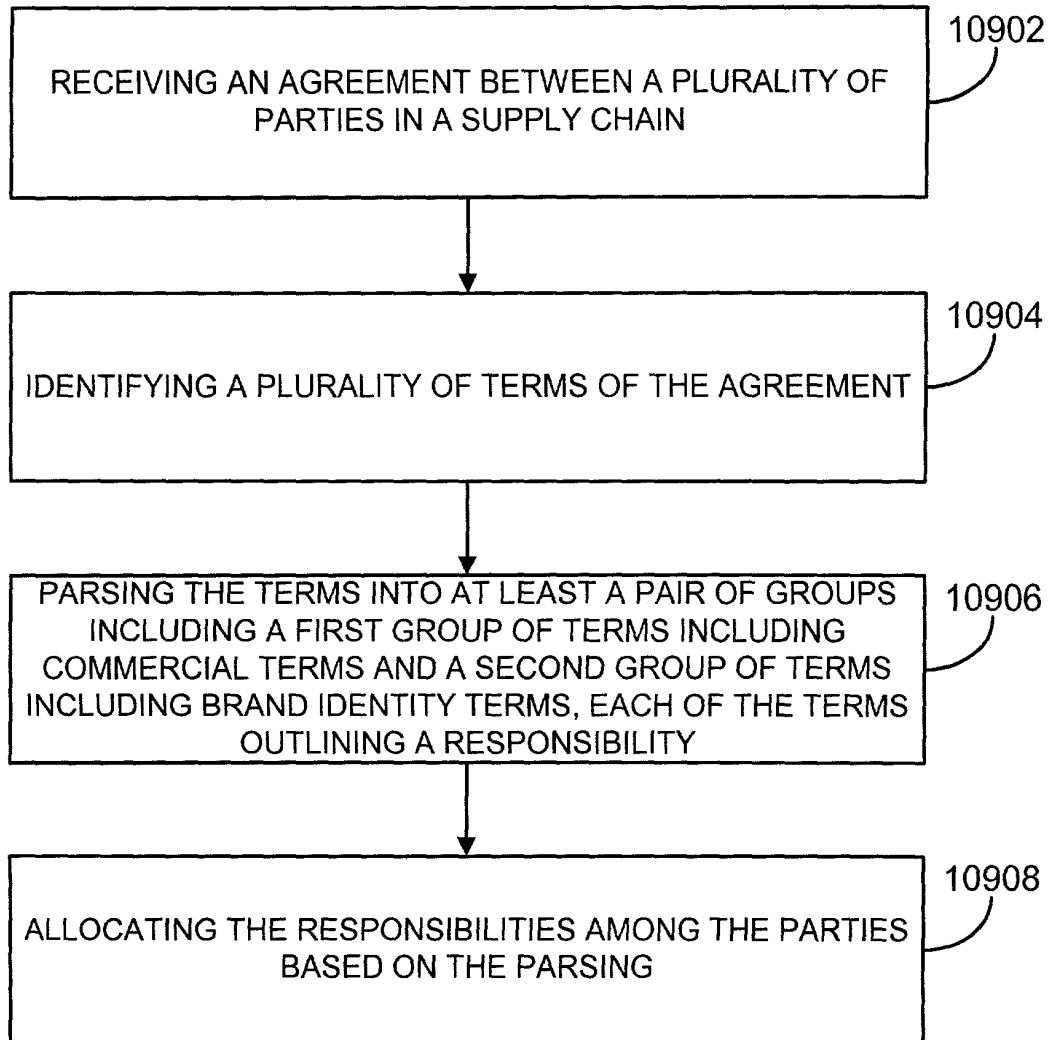 10902
RECEIVING AN AGREEMENT BETWEEN A PLURALITY OF
PARTIES IN A SUPPLY CHAIN
10904
IDENTIFYING A PLURALITY OF TERMS OF THE AGREEMENT
10906
PARSING THE TERMS INTO AT LEAST A PAIR OF GROUPS
INCLUDING A FIRST GROUP OF TERMS INCLUDING
COMMERCIAL TERMS AND A SECOND GROUP OF TERMS
INCLUDING BRAND IDENTITY TERMS, EACH OF THE TERMS
OUTLINING A RESPONSIBILITY
10908
ALLOCATING THE RESPONSIBILITIES AMONG THE PARTIES
BASED ON THE PARSING